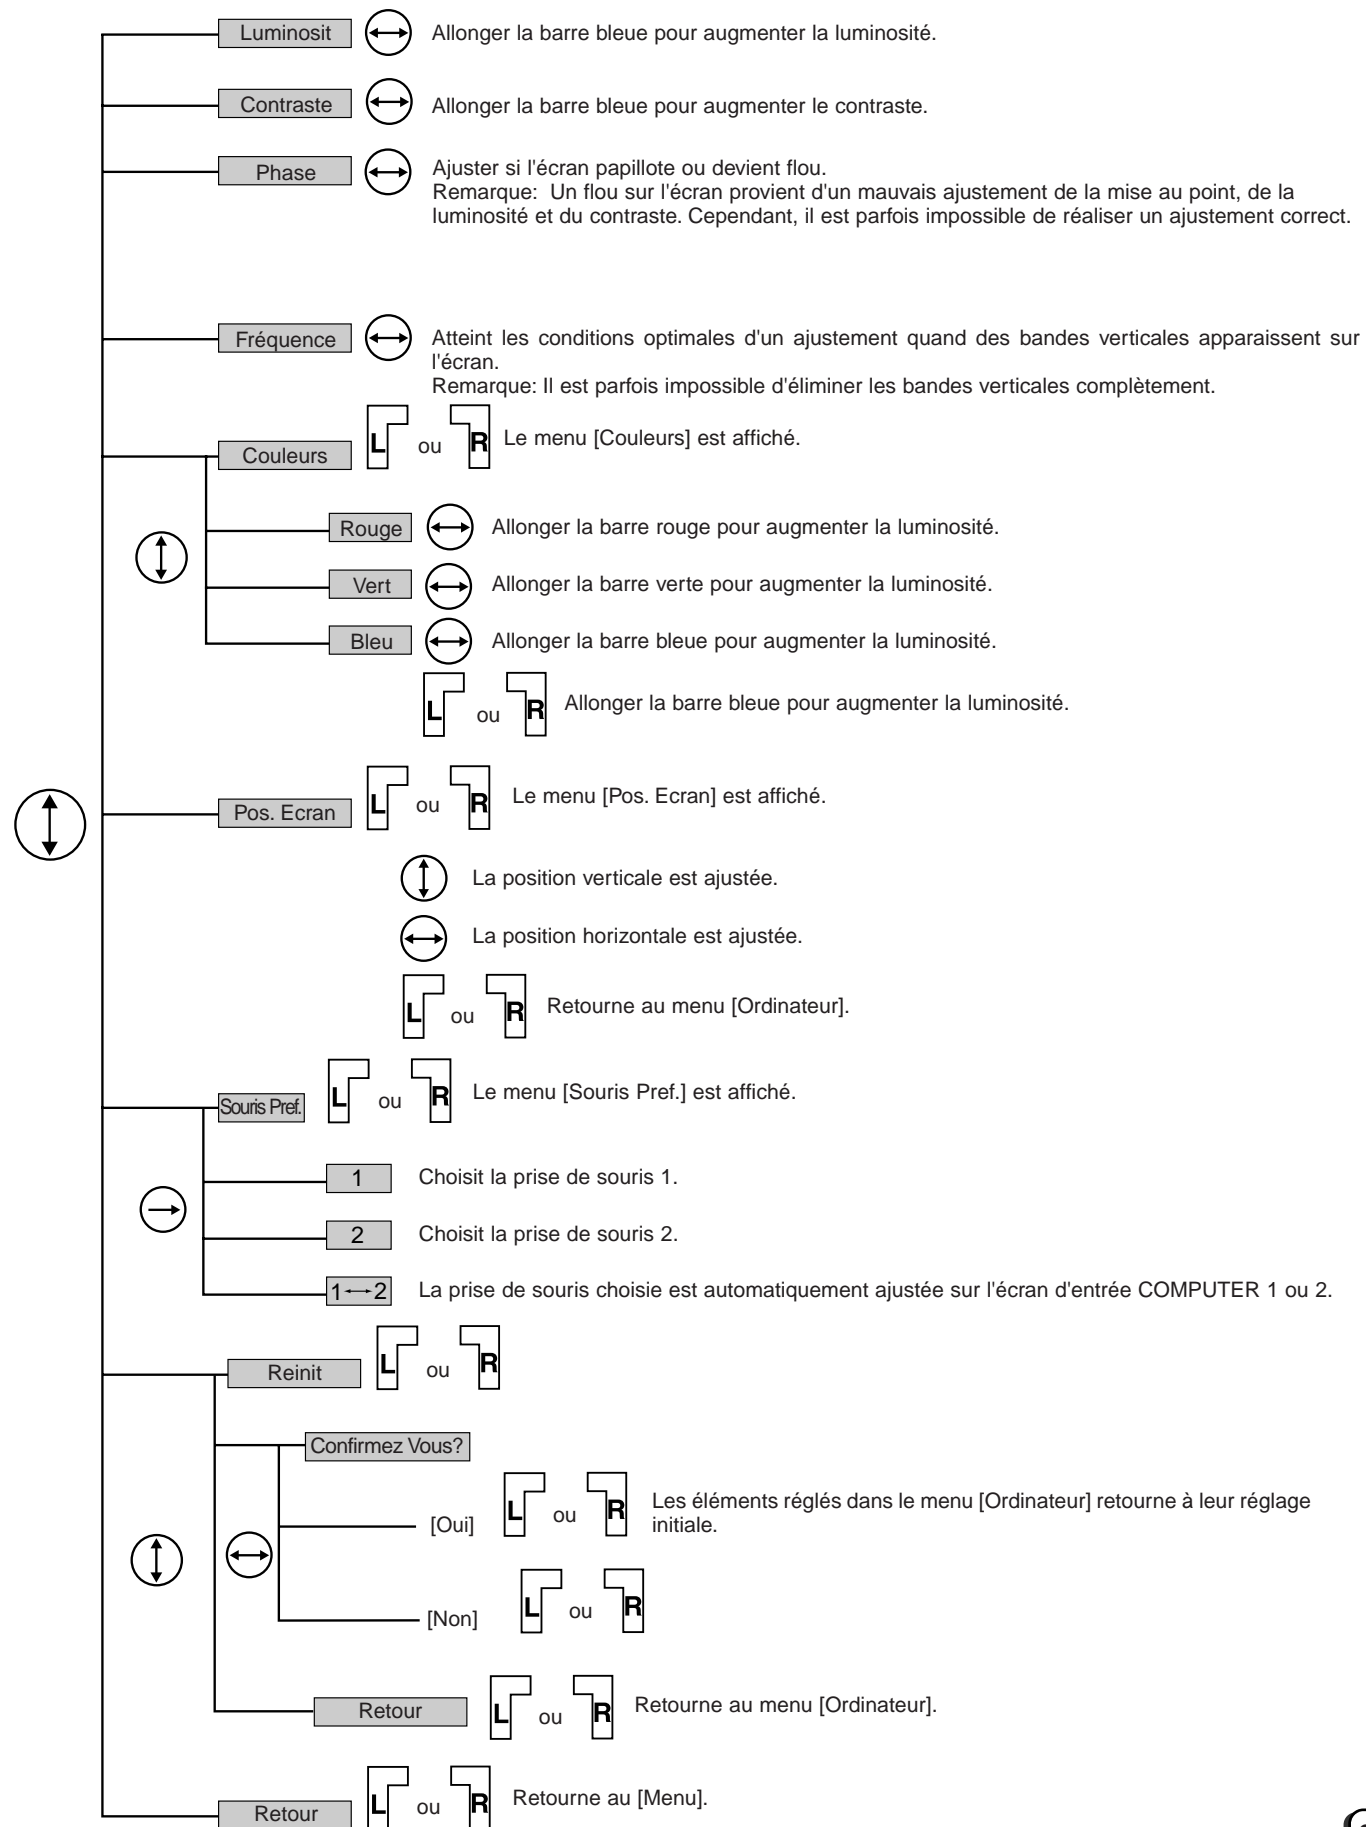 Luminosit Allonger la barre bleue pour augmenter la luminosité.
Contraste Allonger la barre bleue pour augmenter le contraste.
Phase Ajuster si l'écran papillote ou devient flou.
Remarque: Un flou sur l'écran provient d'un mauvais ajustement de la mise au point, de la
luminosité et du contraste. Cependant, il est parfois impossible de réaliser un ajustement correct.
Fréquence Atteint les conditions optimales d'un ajustement quand des bandes verticales apparaissent sur
l'écran.
Remarque: Il est parfois impossible d'éliminer les bandes verticales complètement.
Couleurs L ou R Le menu [Couleurs] est affiché.
Rouge Allonger la barre rouge pour augmenter la luminosité.
Vert Allonger la barre verte pour augmenter la luminosité.
Bleu Allonger la barre bleue pour augmenter la luminosité.
L ou R Allonger la barre bleue pour augmenter la luminosité.
Pos. Ecran L ou R Le menu [Pos. Ecran] est affiché.
La position verticale est ajustée.
La position horizontale est ajustée.
L ou R Retourne au menu [Ordinateur].
Souris Pref. L ou R Le menu [Souris Pref.] est affiché.
1 Choisit la prise de souris 1.
2 Choisit la prise de souris 2.
1↔2 La prise de souris choisie est automatiquement ajustée sur l'écran d'entrée COMPUTER 1 ou 2.
Reinit L ou R
Confirmez Vous?
[Oui] L ou R Les éléments réglés dans le menu [Ordinateur] retourne à leur réglage
initiale.
[Non] L ou R
Retour L ou R Retourne au menu [Ordinateur].
Retour L ou R Retourne au [Menu].